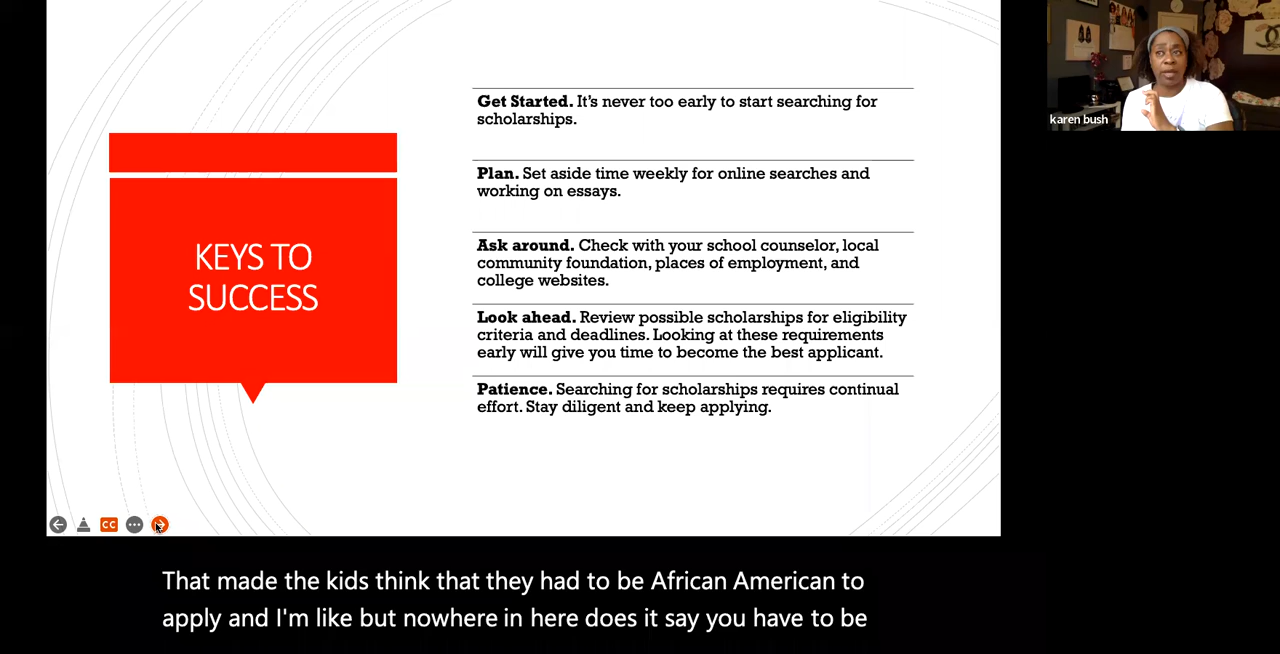 KEYS TO
SUCCESS
Get Started. It's never too early to start searching for
scholarships.
Plan. Set aside time weekly for online searches and
working on essays.
Ask around. Check with your school counselor, local
community foundation, places of employment, and
college websites.
Look ahead. Review possible scholarships for eligibility
criteria and deadlines. Looking at these requirements
early will give you time to become the best applicant.
Patience. Searching for scholarships requires continual
effort. Stay diligent and keep applying.
karen bush
CC
That made the kids think that they had to be African American to
apply and I'm like but nowhere in here does it say you have to be